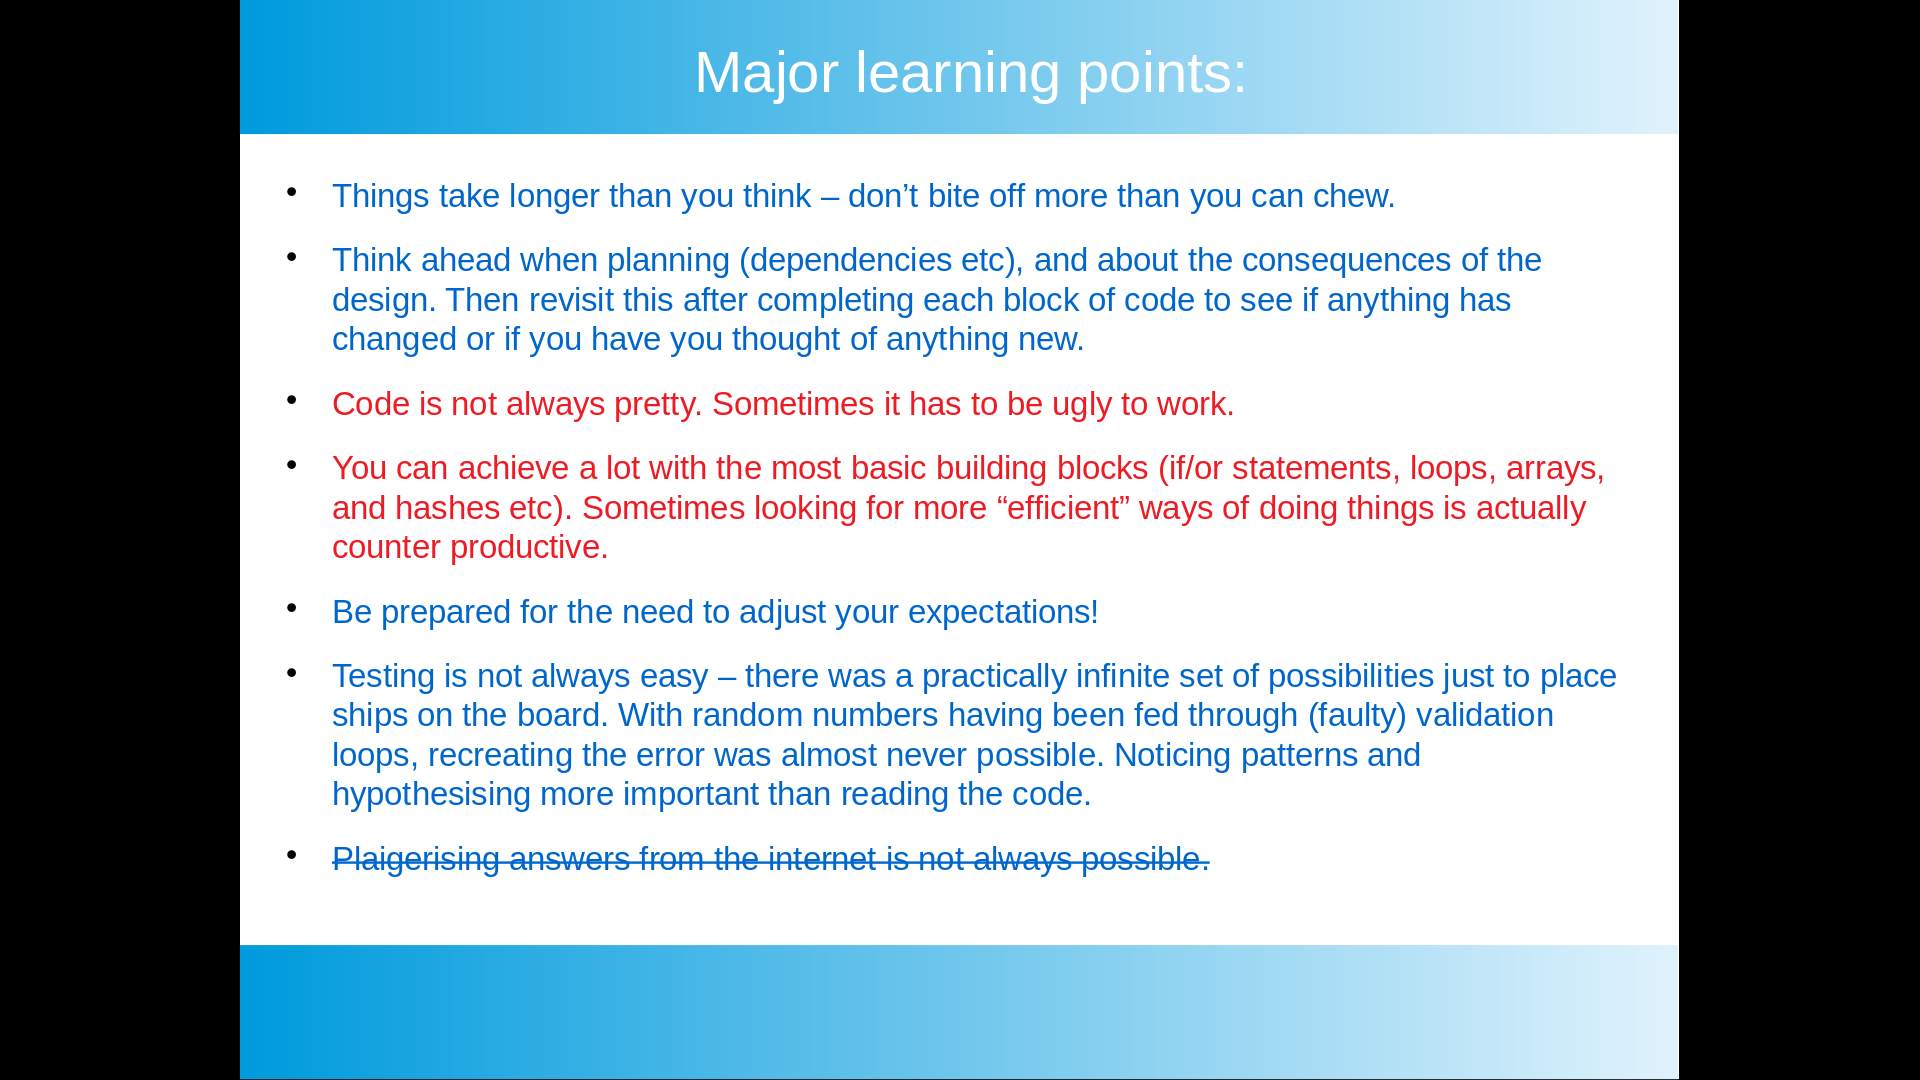 Major learning points:
• Things take longer than you think – don’t bite off more than you can chew.
• Think ahead when planning (dependencies etc), and about the consequences of the
design. Then revisit this after completing each block of code to see if anything has
changed or if you have you thought of anything new.
• Code is not always pretty. Sometimes it has to be ugly to work.
• You can achieve a lot with the most basic building blocks (if/or statements, loops, arrays,
and hashes etc). Sometimes looking for more “efficient” ways of doing things is actually
counter productive.
• Be prepared for the need to adjust your expectations!
• Testing is not always easy – there was a practically infinite set of possibilities just to place
ships on the board. With random numbers having been fed through (faulty) validation
loops, recreating the error was almost never possible. Noticing patterns and
hypothesising more important than reading the code.
• Plaigerising answers from the internet is not always possible.